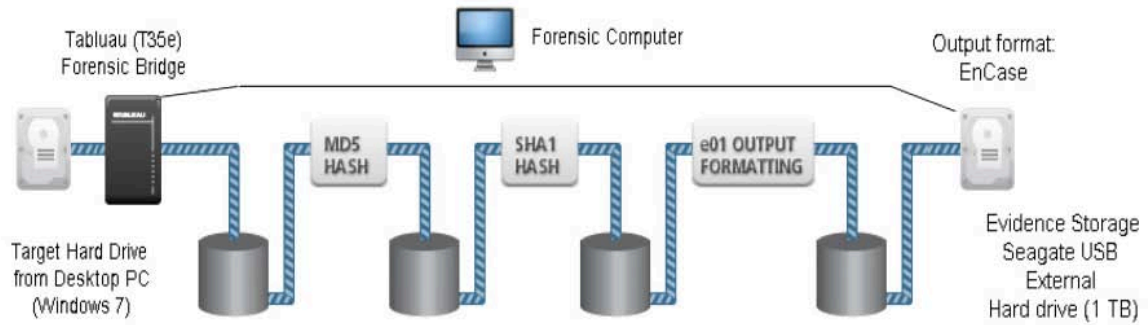 Tabluau (T35e)
Forensic Bridge
Forensic Computer
Output format:
EnCase
MD5
HASH
SHA1
HASH
e01 OUTPUT
FORMATTING
Target Hard Drive
from Desktop PC
(Windows 7)
Evidence Storage
Seagate USB
External
Hard drive (1 TB)